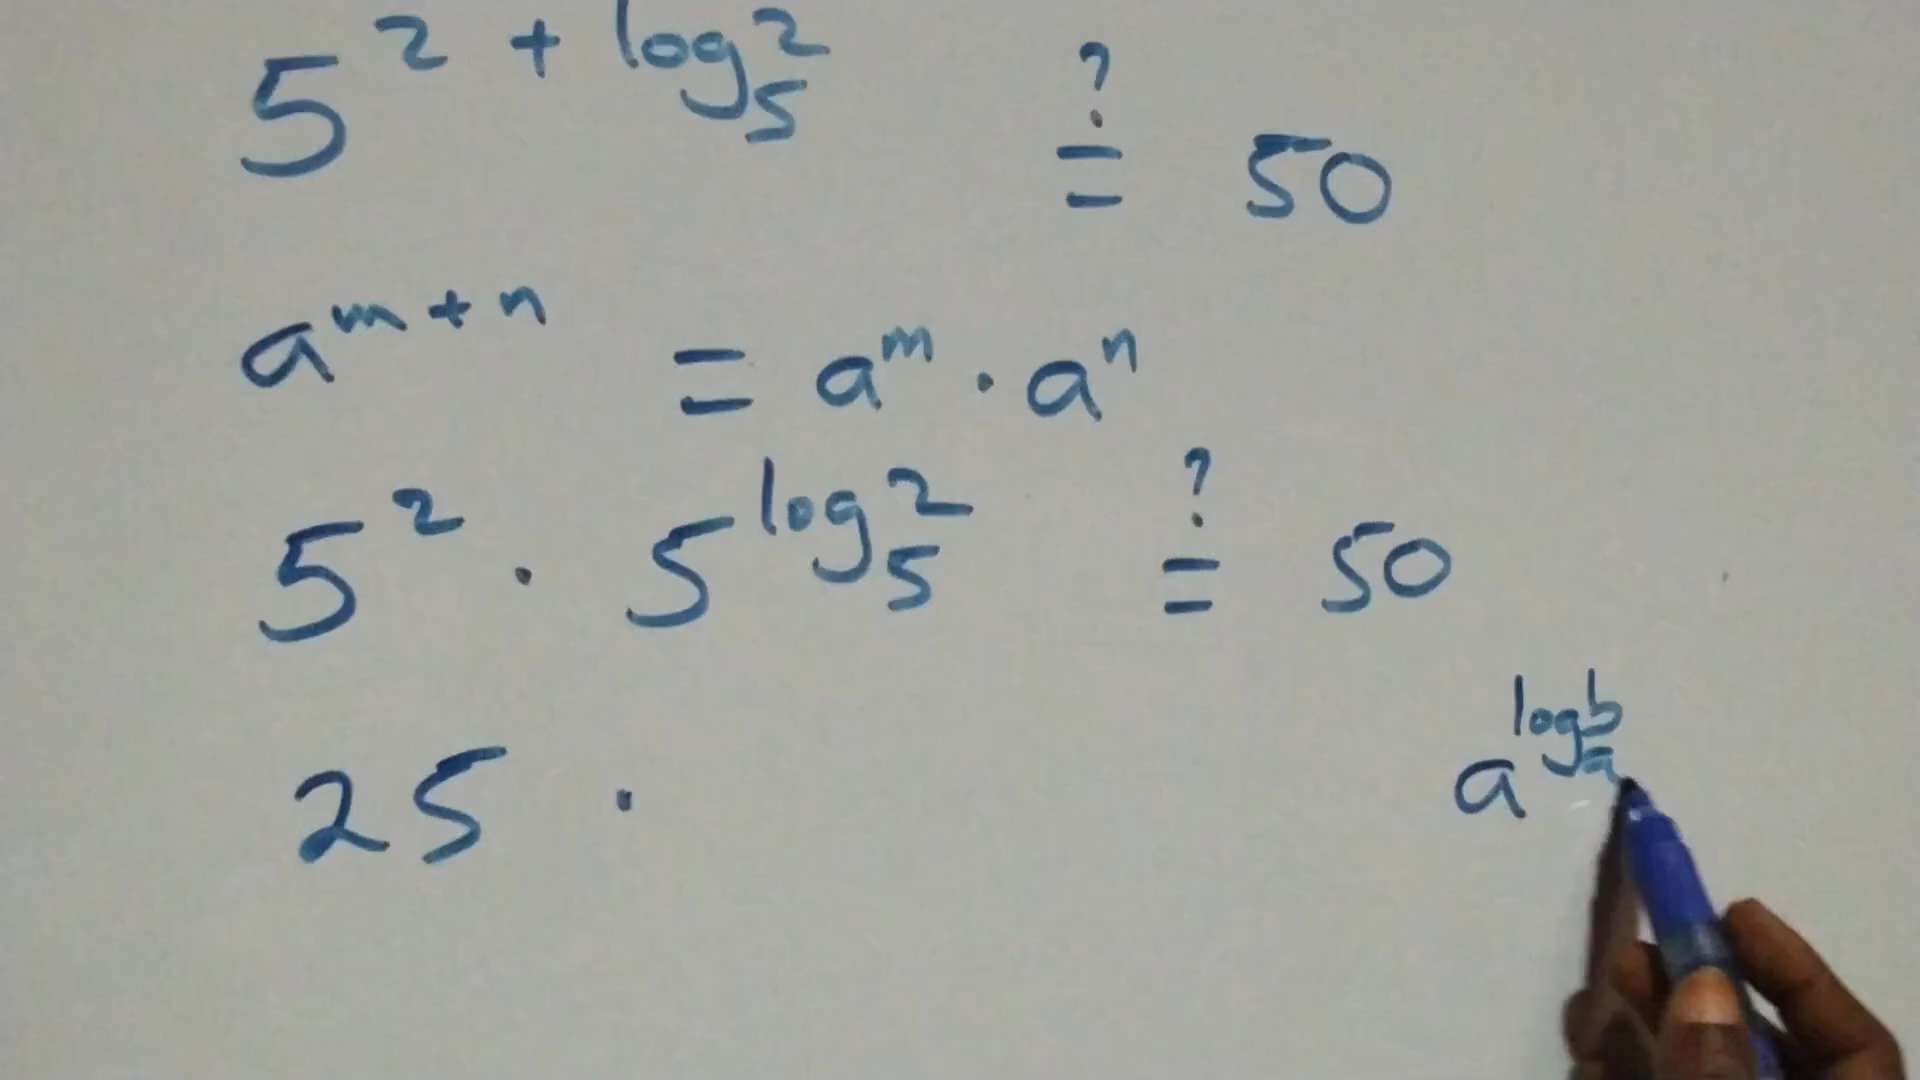 5^{2 + log_5 2} ?= 50
a^{m + n} = a^m · a^n
5^2 · 5^{log_5 2} ?= 50
25 · a^{log_a b}